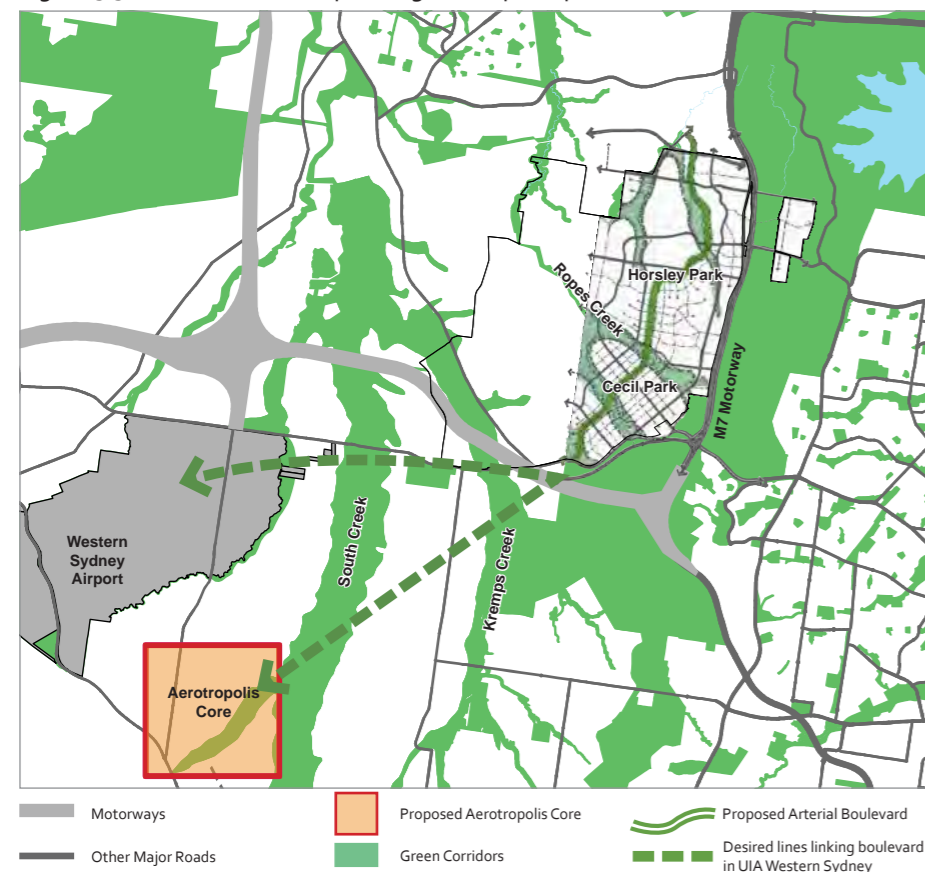 Horsley Park
Ropes Creek
Cecil Park
M7 Motorway
Western
Sydney
Airport
South Creek
Kremps Creek
Aerotropolis
Core
Motorways
Other Major Roads
Proposed Aerotropolis Core
Green Corridors
Proposed Arterial Boulevard
Desired lines linking boulevard
in UIA Western Sydney